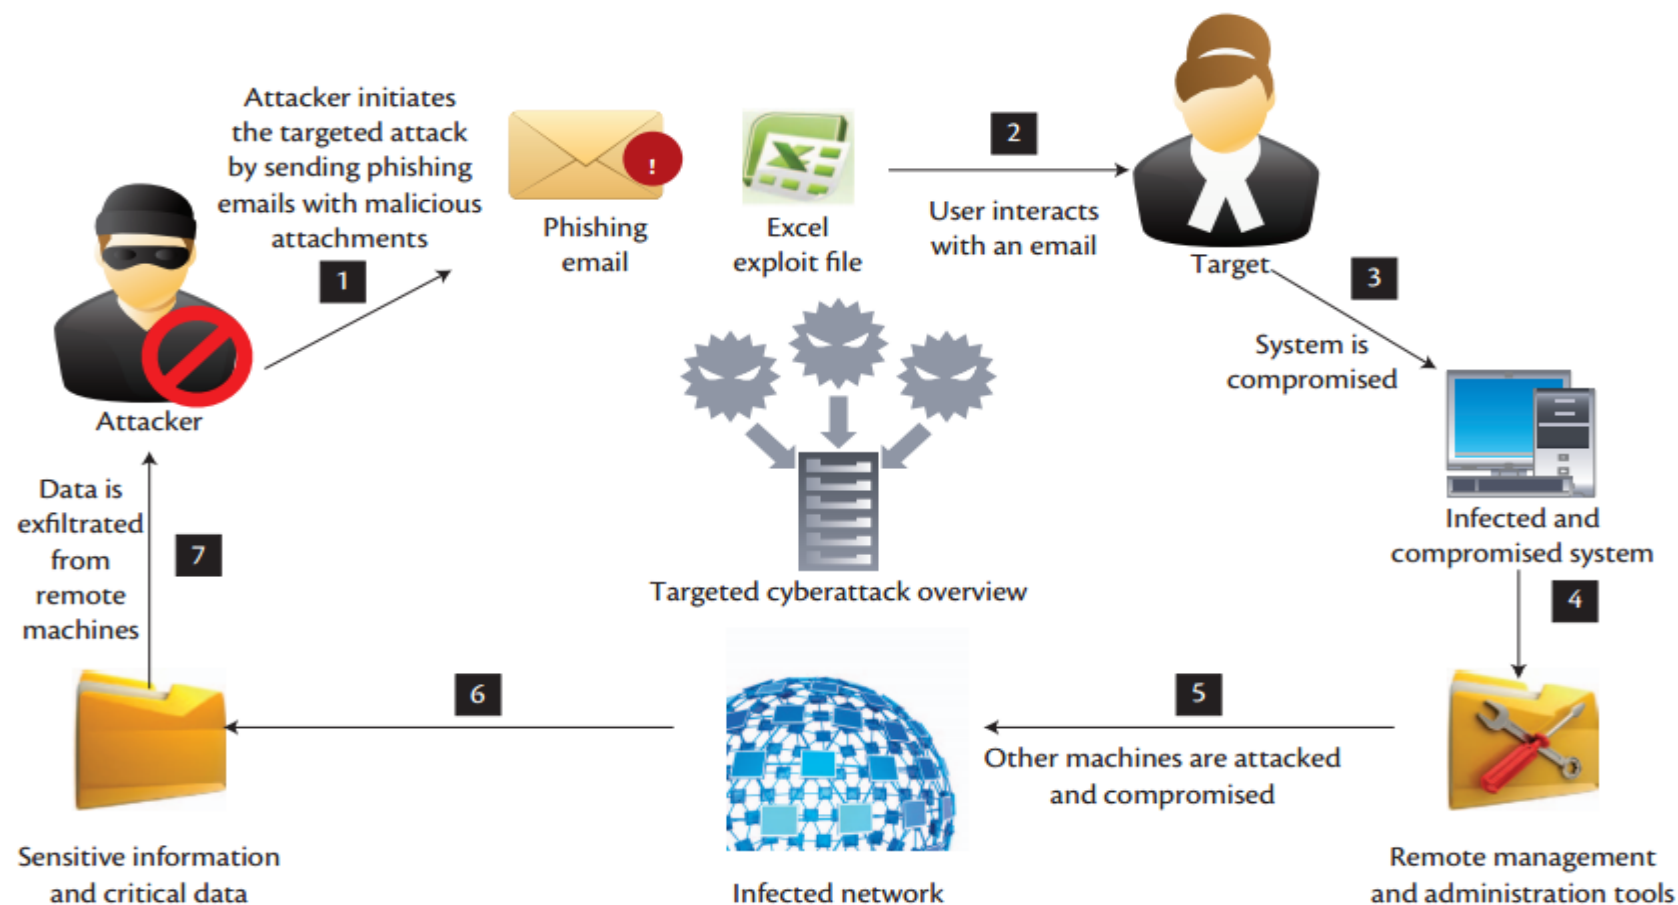 Attacker initiates
the targeted attack
by sending phishing
emails with malicious
attachments
1
Attacker
!
Phishing
email
Excel
exploit file
2
User interacts
with an email
Target
3
System is
compromised
Infected and
compromised system
4
Remote management
and administration tools
5
Other machines are attacked
and compromised
Infected network
6
Sensitive information
and critical data
7
Data is
exfiltrated
from
remote
machines
Targeted cyberattack overview